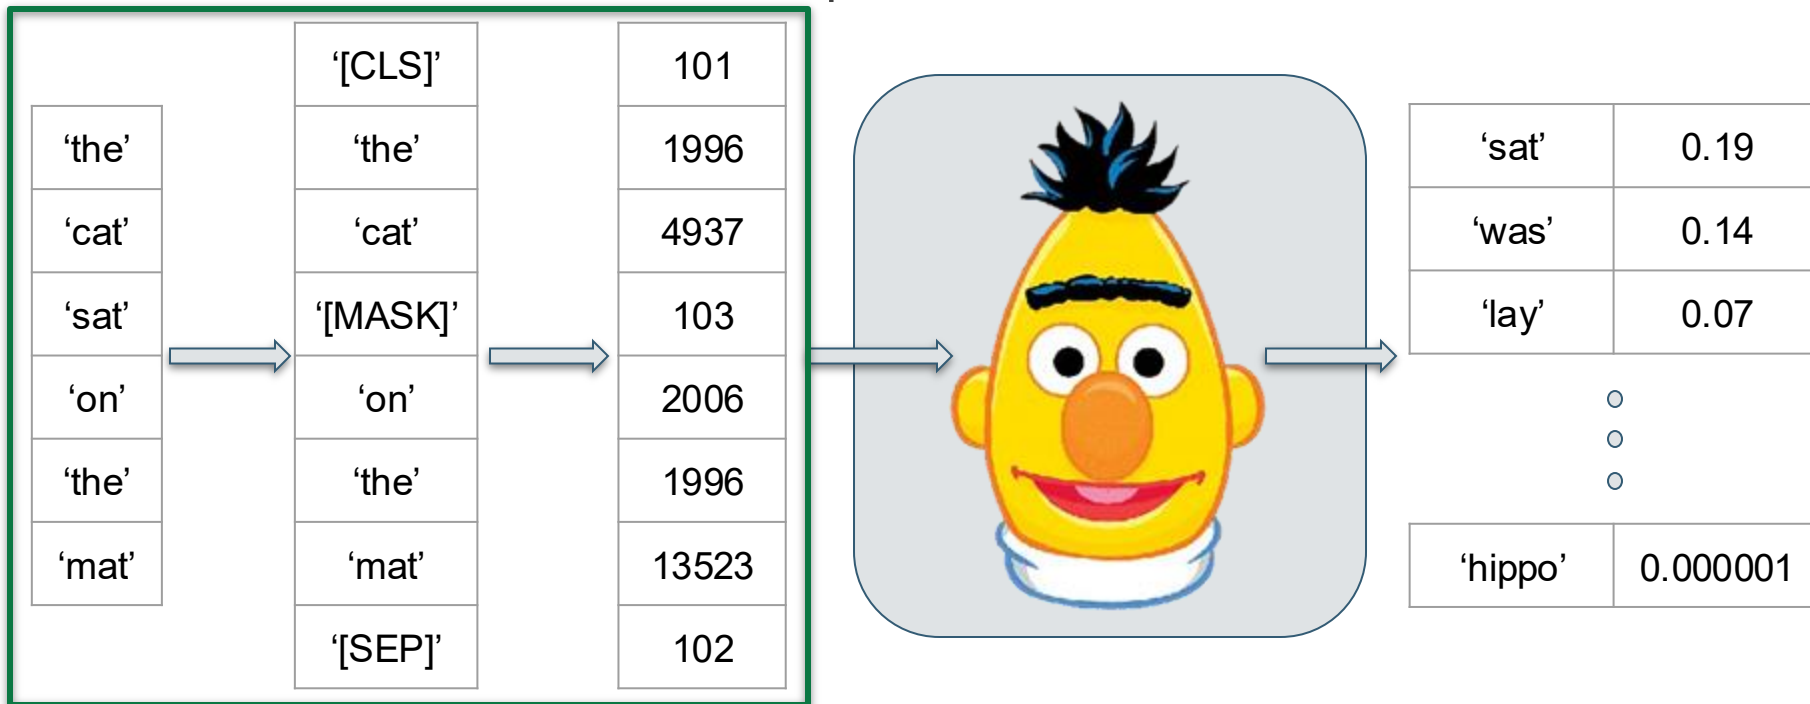 ‘[CLS]’ 101
‘the’ ‘the’ 1996 ‘sat’ 0.19
‘cat’ ‘cat’ 4937 ‘was’ 0.14
‘sat’ ‘[MASK]’ 103 ‘lay’ 0.07
‘on’ ‘on’ 2006
‘the’ ‘the’ 1996
‘mat’ ‘mat’ 13523 ‘hippo’ 0.000001
‘[SEP]’ 102